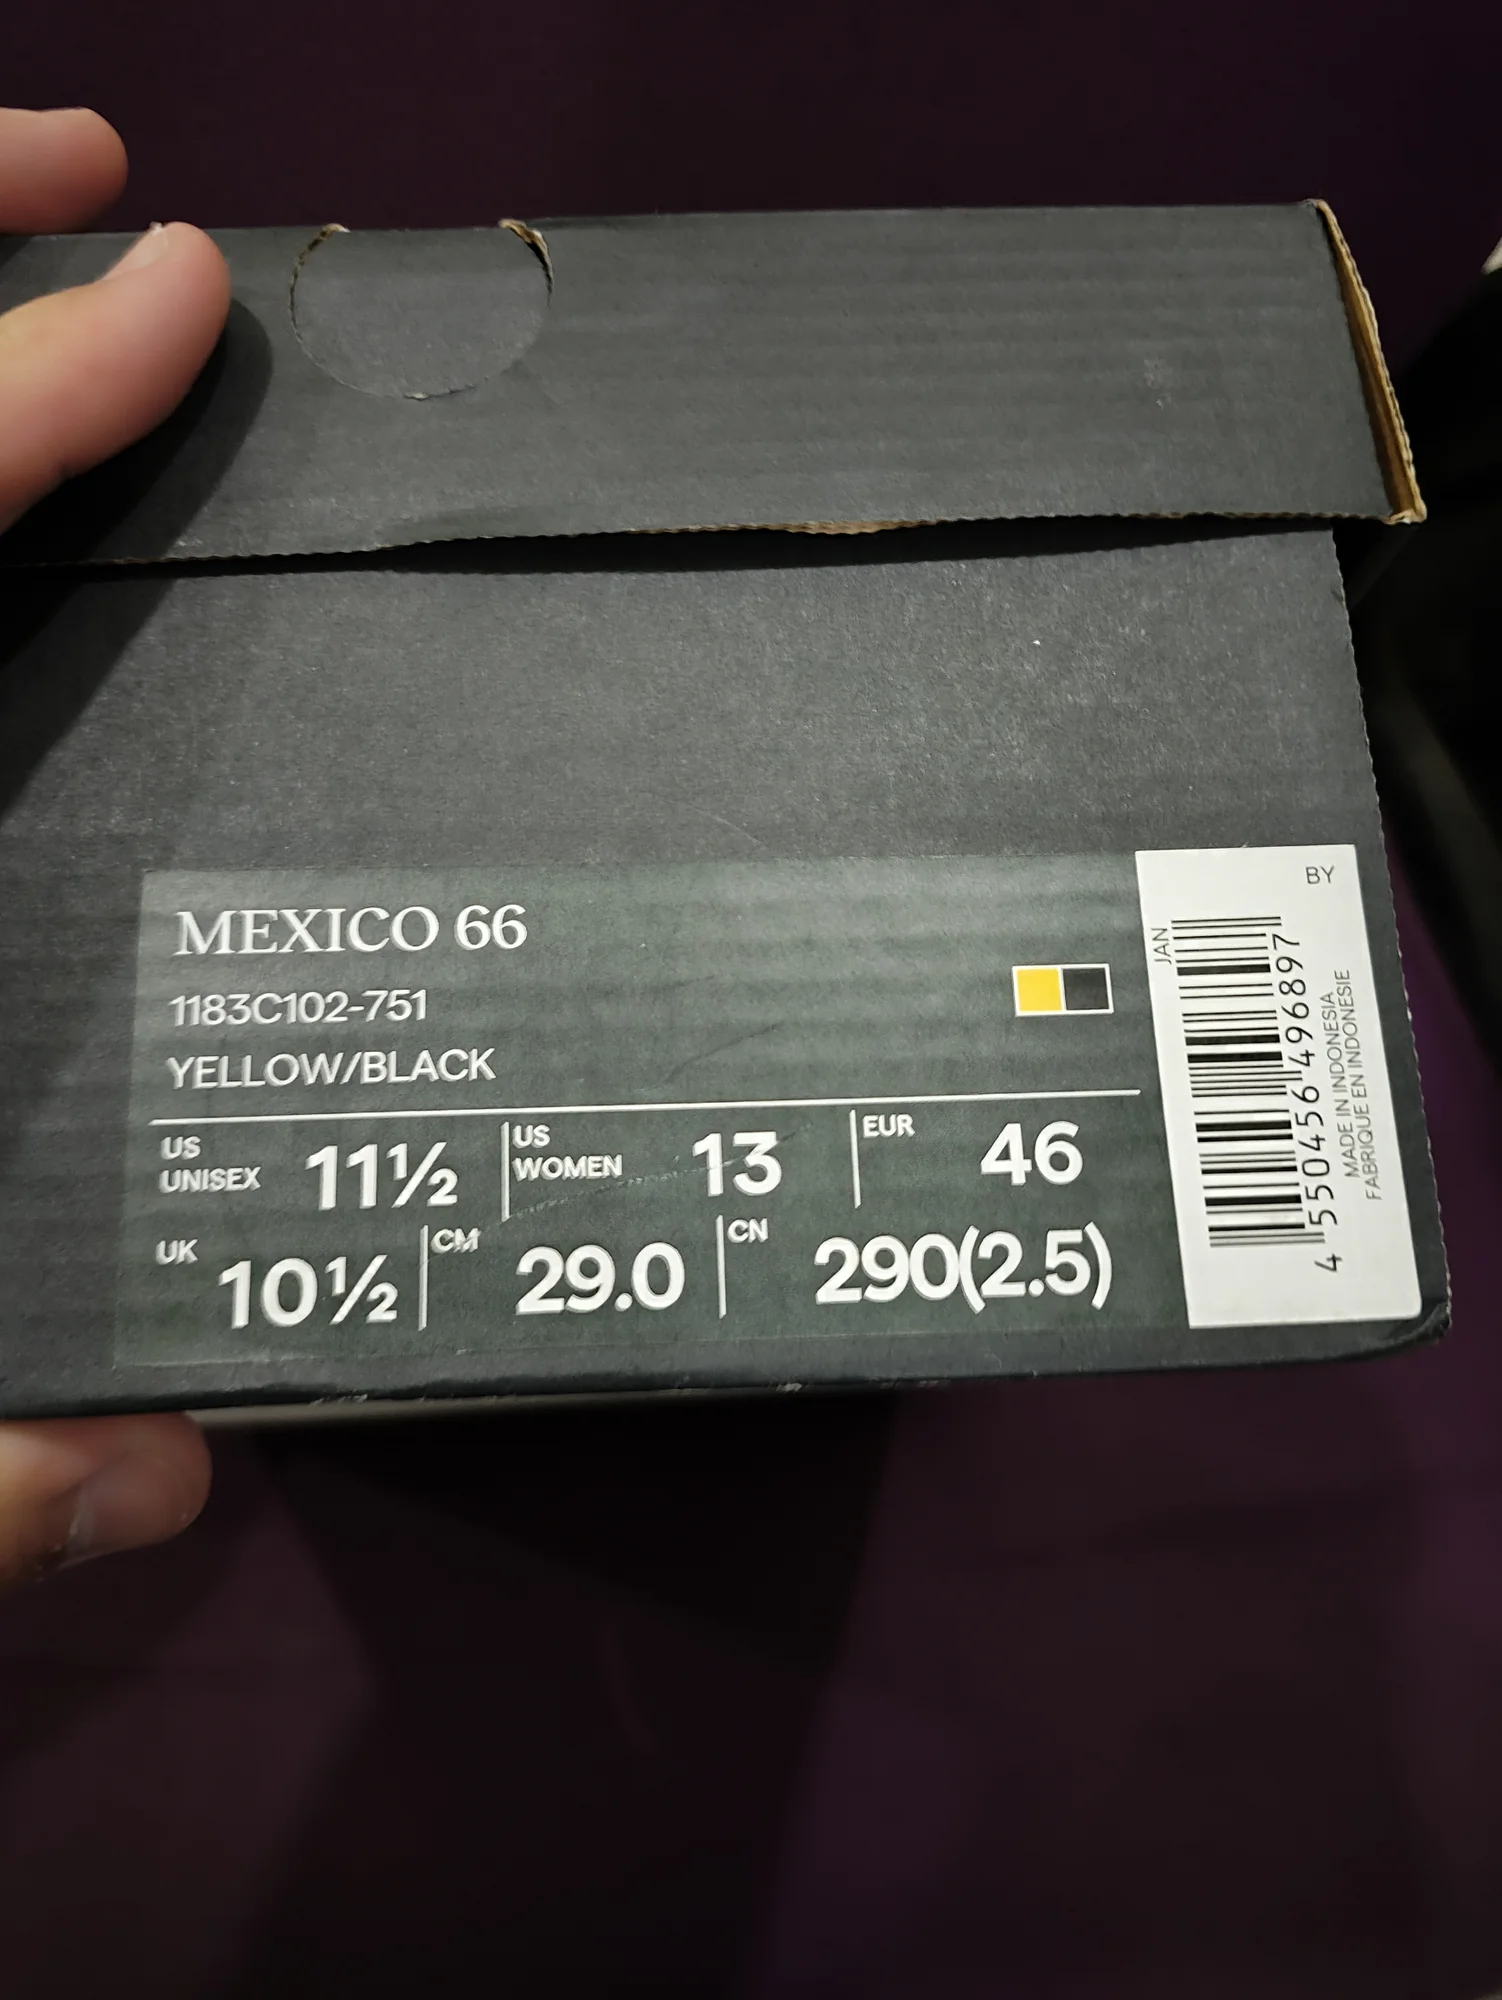 MEXICO 66
1183C102-751
YELLOW/BLACK
US UNISEX 11½
US WOMEN 13
EUR 46
UK 10½
CM 29.0
CN 290(2.5)
BY
JAN
4 550456 496897
MADE IN INDONESIA
FABRIQUE EN INDONESIE